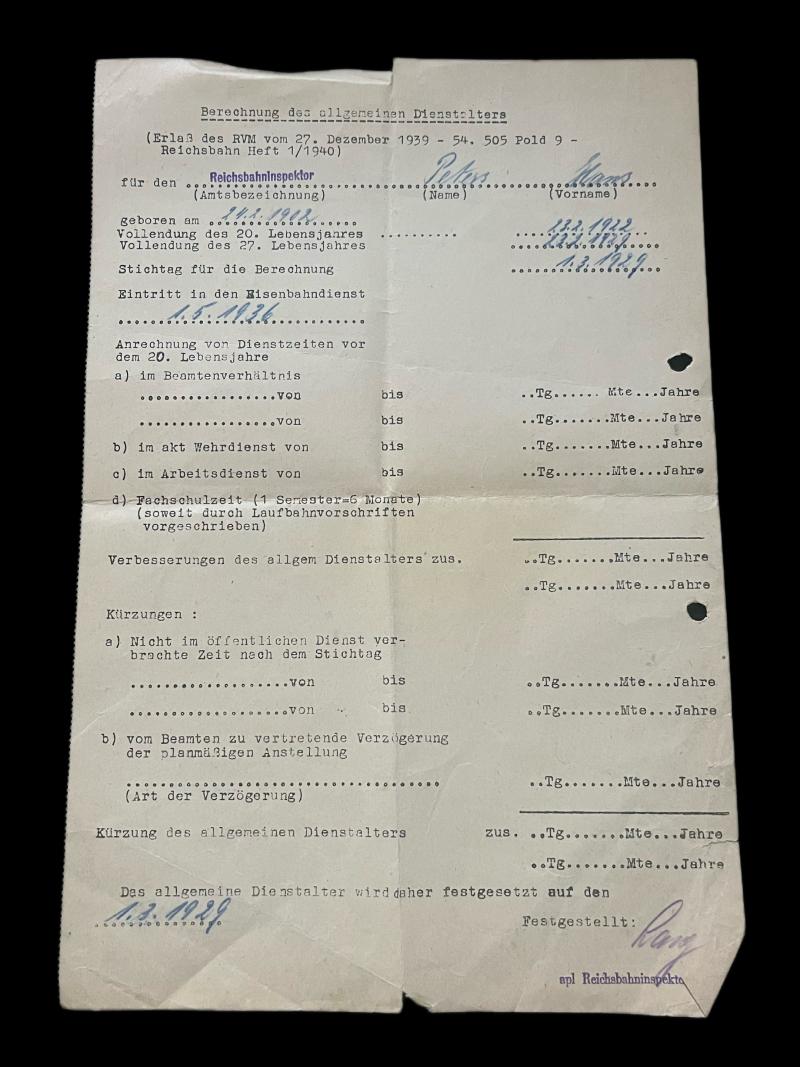 Berechnung des allgemeinen Dienstalters
(Erlaß des RVM vom 27. Dezember 1939 - 54. 505 Pold 9 -
Reichsbahn Heft 1/1940)
für den Reichsbahninspektor Peters Hans
(Amtsbezeichnung) (Name) (Vorname)
geboren am 24.2.1902
Vollendung des 20. Lebensjahres .......... 23.2.1922
Vollendung des 27. Lebensjahres 23.2.1929
Stichtag für die Berechnung 1.3.1929
Eintritt in den Eisenbahndienst
1.5.1936
Anrechnung von Dienstzeiten vor
dem 20. Lebensjahre
a) im Beamtenverhältnis
.................von bis ..Tg...... Mte...Jahre
.................von bis ..Tg.......Mte...Jahre
b) im akt Wehrdienst von bis ..Tg.......Mte...Jahre
c) im Arbeitsdienst von bis ..Tg.......Mte...Jahre
d) Fachschulzeit (1 Semester=6 Monate)
(soweit durch Laufbahnvorschriften
vorgeschrieben)
Verbesserungen des allgem Dienstalters zus. ..Tg.......Mte...Jahre
..Tg.......Mte...Jahre
Kürzungen :
a) Nicht im öffentlichen Dienst ver-
brachte Zeit nach dem Stichtag
....................von bis ..Tg.......Mte...Jahre
....................von bis ..Tg.......Mte...Jahre
b) vom Beamten zu vertretende Verzögerung
der planmäßigen Anstellung
....................................... ..Tg.......Mte...Jahre
(Art der Verzögerung)
Kürzung des allgemeinen Dienstalters zus. ..Tg.......Mte...Jahre
..Tg.......Mte...Jahre
Das allgemeine Dienstalter wird daher festgesetzt auf den
1.3.1929 Festgestellt:
apl Reichsbahninspekto